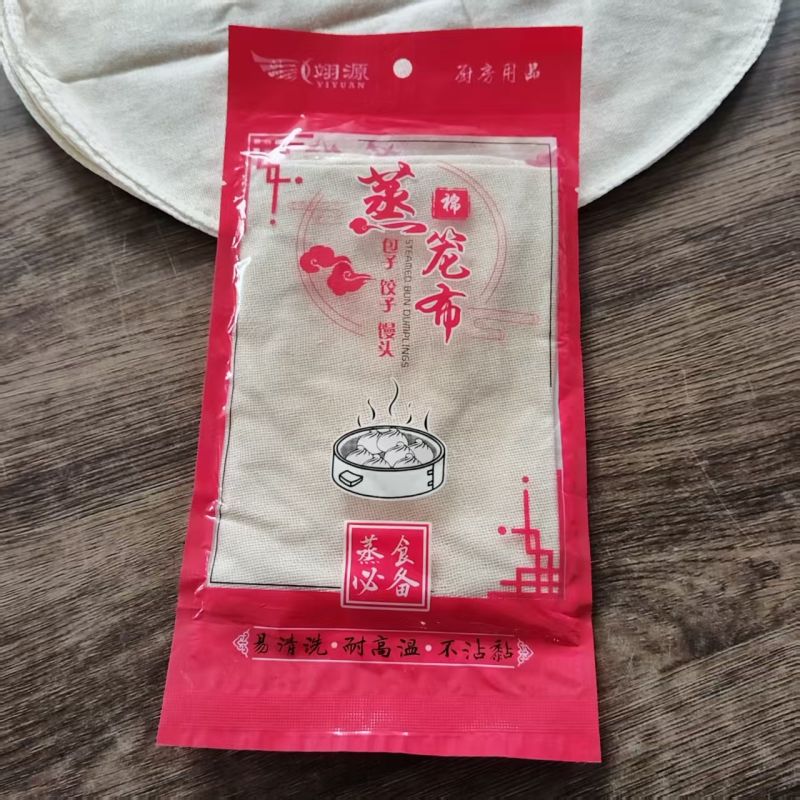 翊源
YIYUAN
厨房用品
蒸笼布
棉
包子 饺子 馒头
STEAMED BUN DUMPLINGS
蒸食
必备
易清洗·耐高温·不沾黏